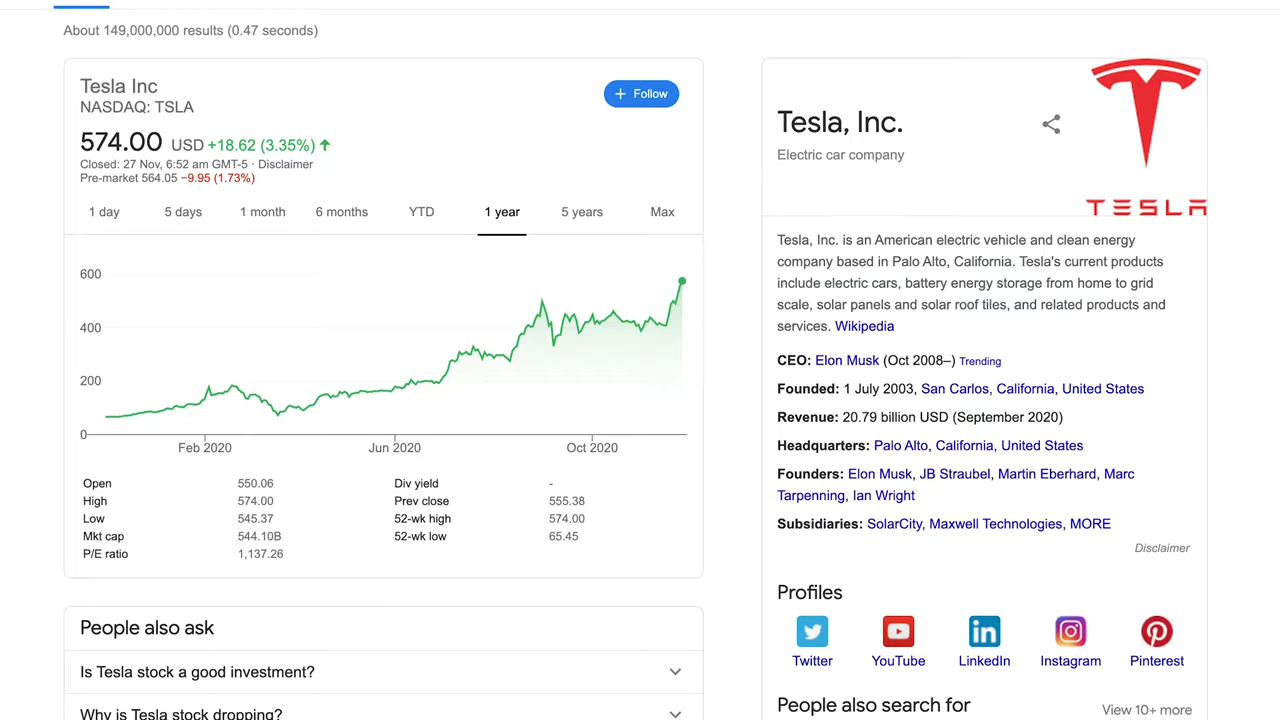 About 149,000,000 results (0.47 seconds)
Tesla Inc
NASDAQ: TSLA
+ Follow
574.00 USD +18.62 (3.35%) ↑
Closed: 27 Nov, 6:52 am GMT-5 · Disclaimer
Pre-market 564.05 −9.95 (1.73%)
1 day 5 days 1 month 6 months YTD 1 year 5 years Max
600
400
200
0
Feb 2020 Jun 2020 Oct 2020
Open 550.06 Div yield -
High 574.00 Prev close 555.38
Low 545.37 52-wk high 574.00
Mkt cap 544.10B 52-wk low 65.45
P/E ratio 1,137.26
People also ask
Is Tesla stock a good investment?
Why is Tesla stock dropping?
Tesla, Inc.
Electric car company
TESLA
Tesla, Inc. is an American electric vehicle and clean energy
company based in Palo Alto, California. Tesla's current products
include electric cars, battery energy storage from home to grid
scale, solar panels and solar roof tiles, and related products and
services. Wikipedia
CEO: Elon Musk (Oct 2008–) Trending
Founded: 1 July 2003, San Carlos, California, United States
Revenue: 20.79 billion USD (September 2020)
Headquarters: Palo Alto, California, United States
Founders: Elon Musk, JB Straubel, Martin Eberhard, Marc
Tarpenning, Ian Wright
Subsidiaries: SolarCity, Maxwell Technologies, MORE
Disclaimer
Profiles
Twitter YouTube LinkedIn Instagram Pinterest
People also search for View 10+ more